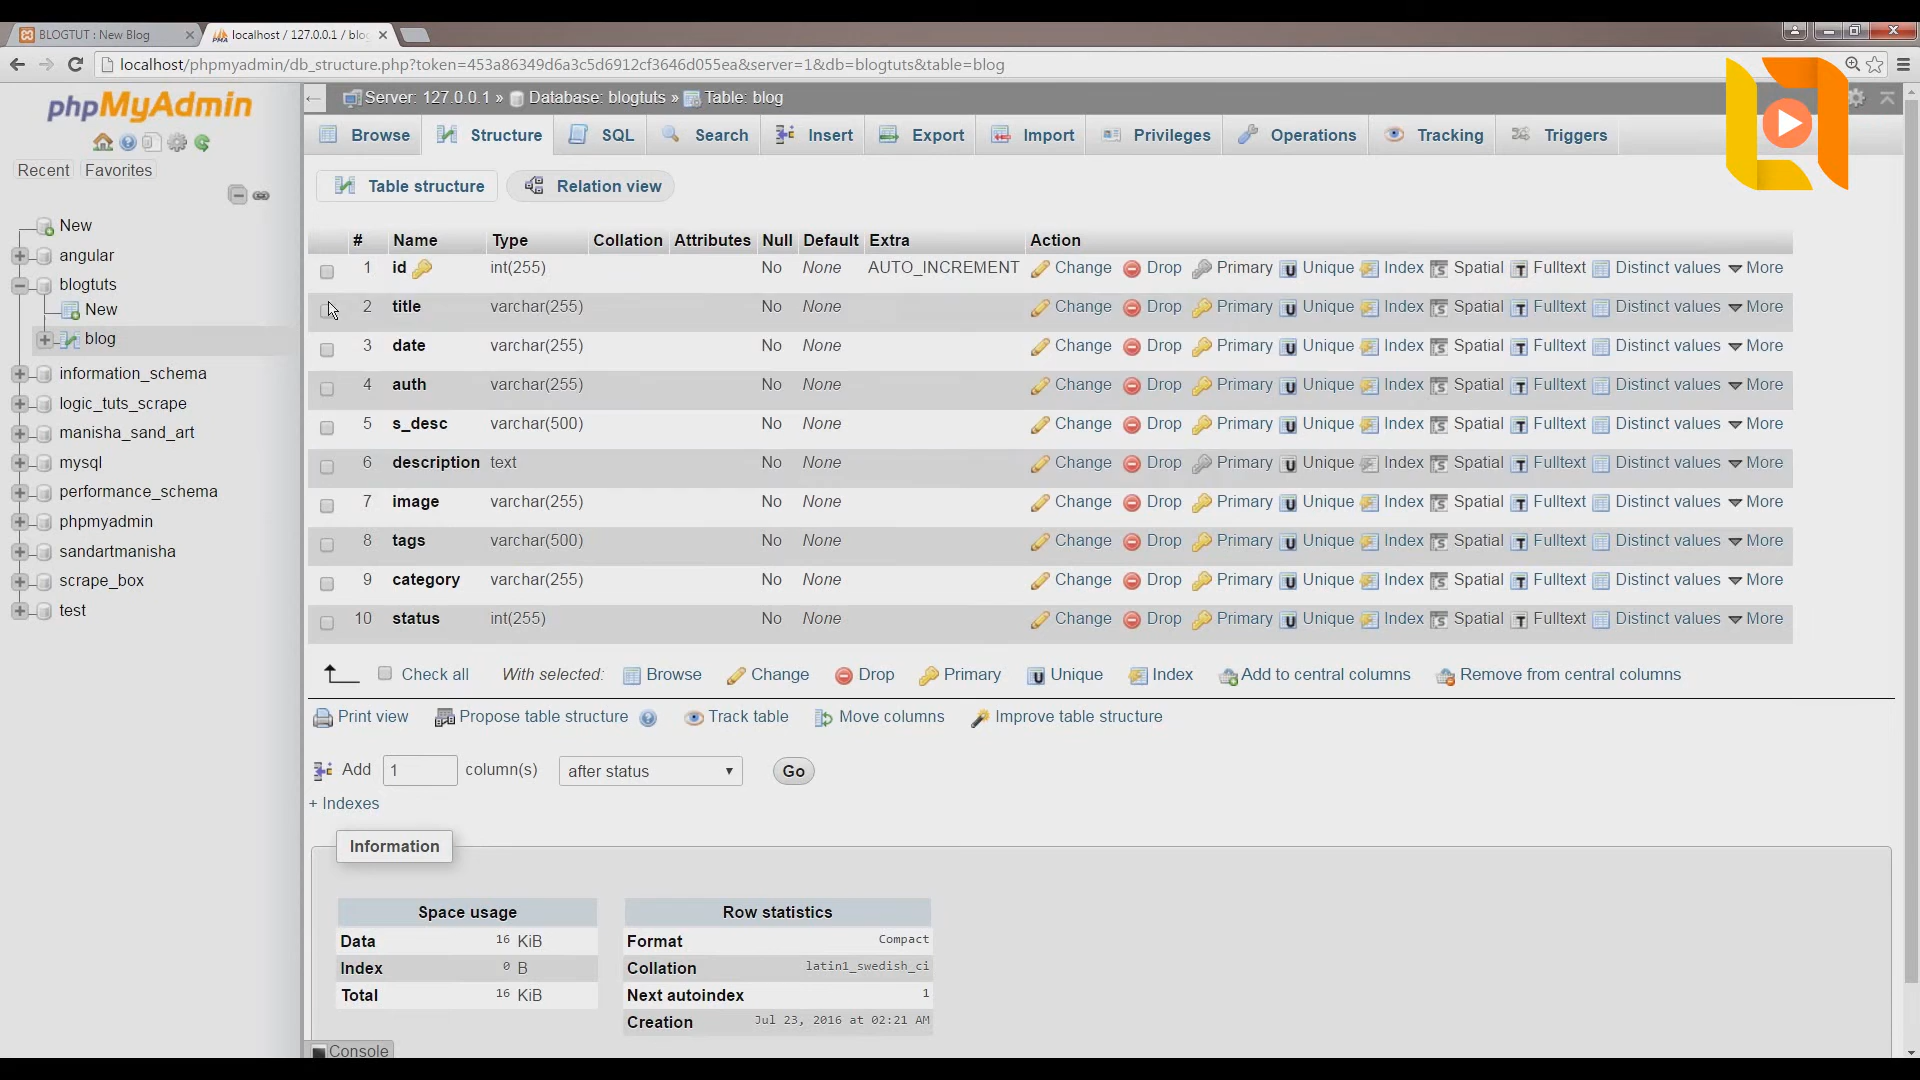 BLOGTUT : New Blog
localhost / 127.0.0.1 / blo
localhost/phpmyadmin/db_structure.php?token=453a86349d6a3c5d6912cf3646d055ea&server=1&db=blogtuts&table=blog
phpMyAdmin
Recent Favorites
New
angular
blogtuts
New
blog
information_schema
logic_tuts_scrape
manisha_sand_art
mysql
performance_schema
phpmyadmin
sandartmanisha
scrape_box
test
Server: 127.0.0.1 » Database: blogtuts » Table: blog
Browse Structure SQL Search Insert Export Import Privileges Operations Tracking Triggers
Table structure Relation view
# Name Type Collation Attributes Null Default Extra Action
1 id int(255) No None AUTO_INCREMENT Change Drop Primary Unique Index Spatial Fulltext Distinct values More
2 title varchar(255) No None Change Drop Primary Unique Index Spatial Fulltext Distinct values More
3 date varchar(255) No None Change Drop Primary Unique Index Spatial Fulltext Distinct values More
4 auth varchar(255) No None Change Drop Primary Unique Index Spatial Fulltext Distinct values More
5 s_desc varchar(500) No None Change Drop Primary Unique Index Spatial Fulltext Distinct values More
6 description text No None Change Drop Primary Unique Index Spatial Fulltext Distinct values More
7 image varchar(255) No None Change Drop Primary Unique Index Spatial Fulltext Distinct values More
8 tags varchar(500) No None Change Drop Primary Unique Index Spatial Fulltext Distinct values More
9 category varchar(255) No None Change Drop Primary Unique Index Spatial Fulltext Distinct values More
10 status int(255) No None Change Drop Primary Unique Index Spatial Fulltext Distinct values More
Check all With selected: Browse Change Drop Primary Unique Index Add to central columns Remove from central columns
Print view Propose table structure Track table Move columns Improve table structure
Add 1 column(s) after status Go
+ Indexes
Information
Space usage
Data 16 KiB
Index 0 B
Total 16 KiB
Row statistics
Format Compact
Collation latin1_swedish_ci
Next autoindex 1
Creation Jul 23, 2016 at 02:21 AM
Console